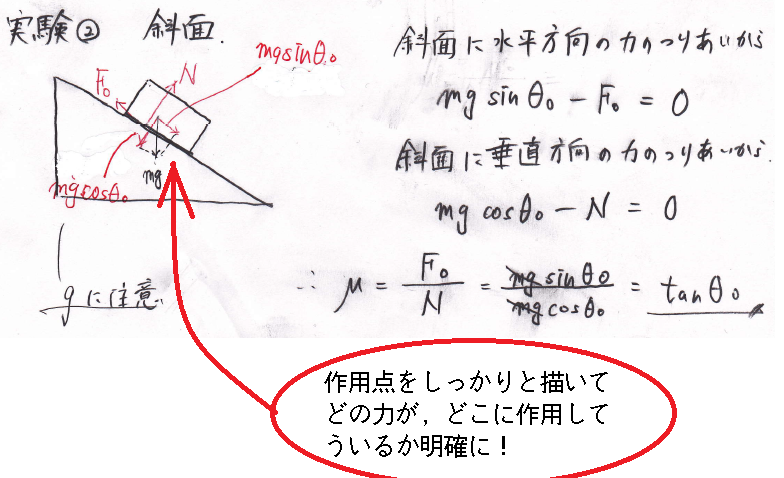 実験② 斜面.
mg sinθ₀
F₀
N
mg
mg cosθ₀
gに注意.
斜面に水平方向の力のつりあいから
mg sinθ₀ − F₀ = 0
斜面に垂直方向の力のつりあいから.
mg cosθ₀ − N = 0
∴ μ = F₀/N = mg sinθ₀/mg cosθ₀ = tanθ₀
作用点をしっかりと描いて
どの力が，どこに作用して
ういるか明確に！